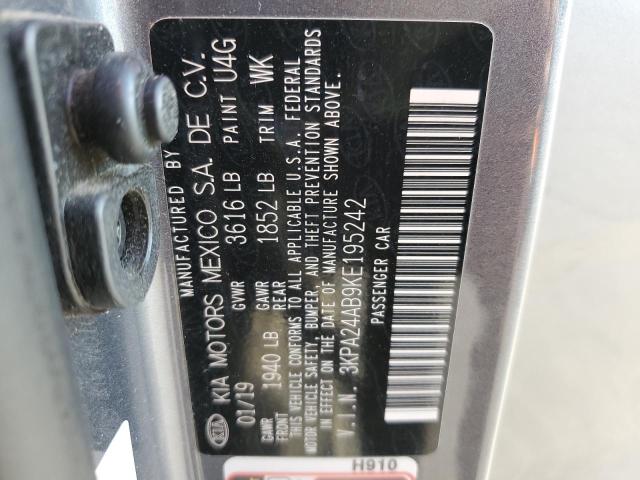 MANUFACTURED BY
KIA KIA MOTORS MEXICO S.A. DE C.V.
01/19 GVWR 3616 LB PAINT U4G
GAWR FRONT 1940 LB GAWR REAR 1852 LB TRIM WK
THIS VEHICLE CONFORMS TO ALL APPLICABLE U.S.A. FEDERAL
MOTOR VEHICLE SAFETY, BUMPER, AND THEFT PREVENTION STANDARDS
IN EFFECT ON THE DATE OF MANUFACTURE SHOWN ABOVE.
V.I.N. 3KPA24AB9KE195242
PASSENGER CAR
H910